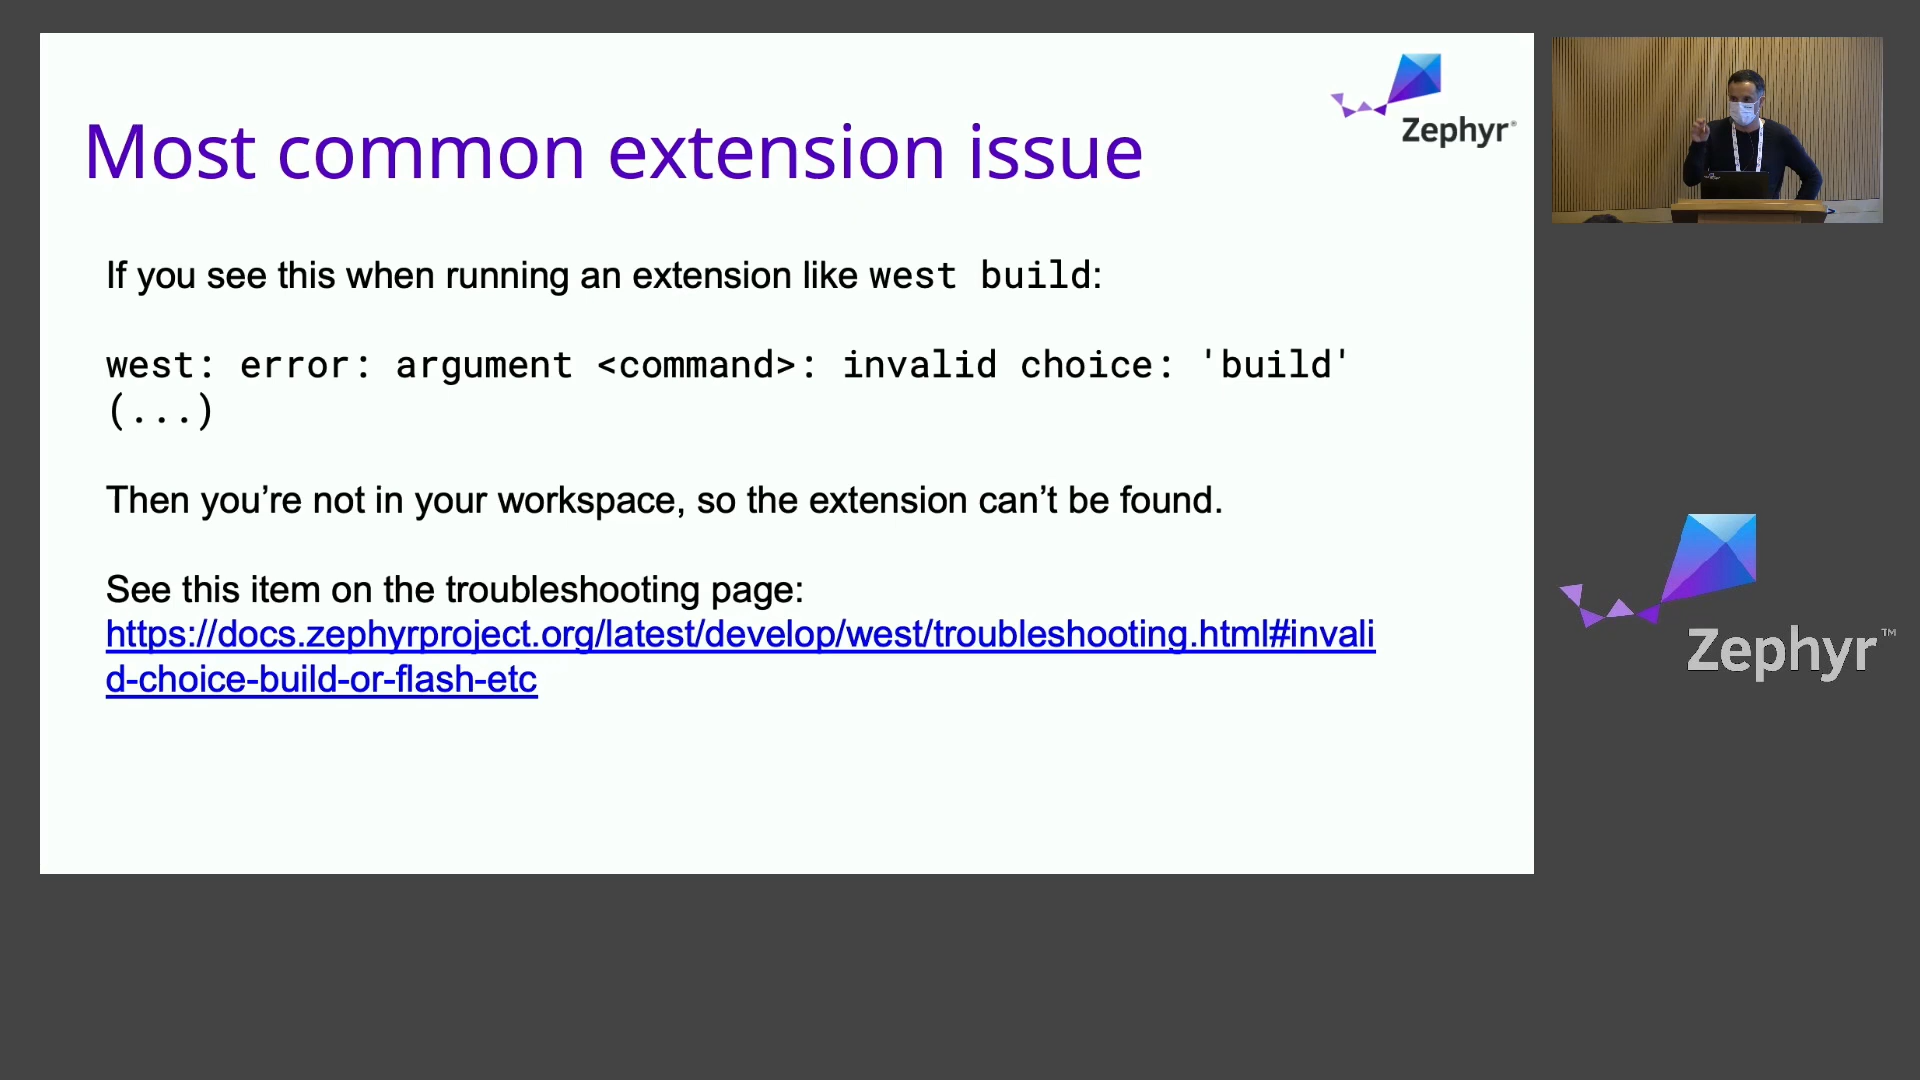 Zephyr®
Most common extension issue
If you see this when running an extension like west build:
west: error: argument <command>: invalid choice: 'build'
(...)
Then you’re not in your workspace, so the extension can’t be found.
See this item on the troubleshooting page:
https://docs.zephyrproject.org/latest/develop/west/troubleshooting.html#invali
d-choice-build-or-flash-etc
Zephyr™